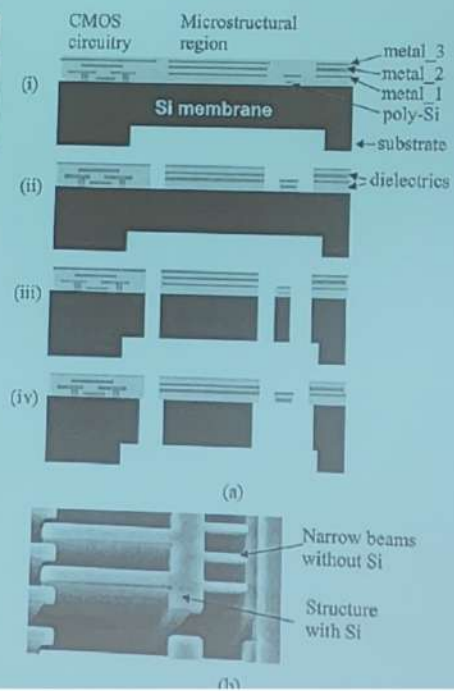 CMOS circuitry
Microstructural region
metal_3
metal_2
metal_1
poly-Si
(i)
Si membrane
substrate
(ii)
dielectrics
(iii)
(iv)
(a)
Narrow beams
without Si
Structure
with Si
(b)